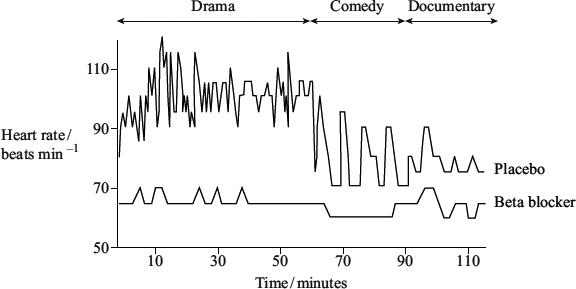 Drama Comedy Documentary
110
90
70
50
Heart rate/
beats min –1
Placebo
Beta blocker
10 30 50 70 90 110
Time/minutes